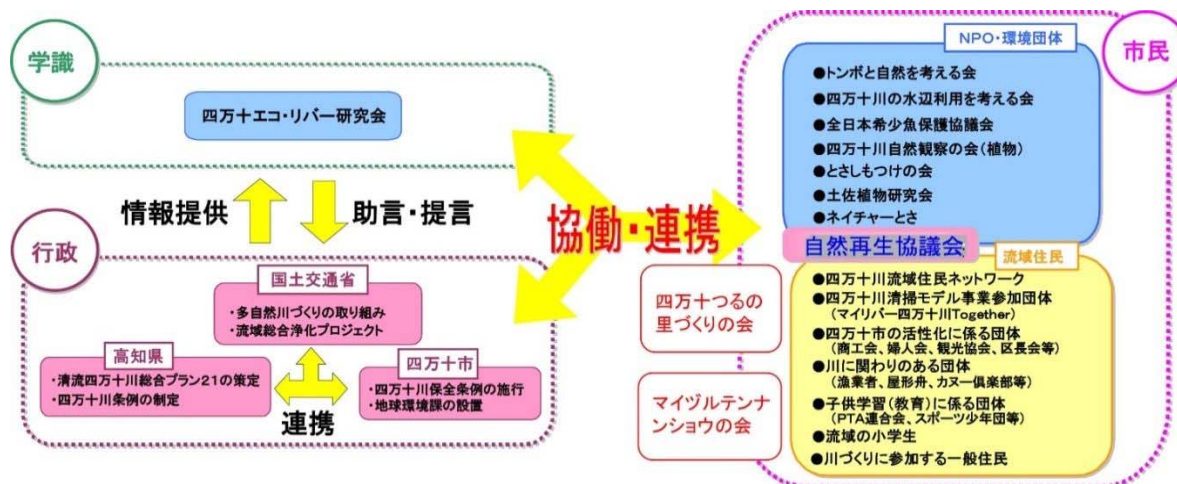 学識
四万十エコ・リバー研究会
情報提供
助言・提言
行政
国土交通省
・多自然川づくりの取り組み
・流域総合浄化プロジェクト
高知県
・清流四万十川総合プラン21の策定
・四万十川条例の制定
四万十市
・四万十川保全条例の施行
・地球環境課の設置
連携
協働・連携
市民
NPO・環境団体
●トンボと自然を考える会
●四万十川の水辺利用を考える会
●全日本希少魚保護協議会
●四万十川自然観察の会(植物)
●とさしもつけの会
●土佐植物研究会
●ネイチャーとさ
自然再生協議会
流域住民
●四万十川流域住民ネットワーク
●四万十川清掃モデル事業参加団体
(マイリバー四万十川Together)
●四万十市の活性化に係る団体
(商工会、婦人会、観光協会、区長会等)
●川に関わりのある団体
(漁業者、屋形舟、カヌー倶楽部等)
●子供学習(教育)に係る団体
(PTA連合会、スポーツ少年団等)
●流域の小学生
●川づくりに参加する一般住民
四万十つるの
里づくりの会
マイヅルテンナ
ンショウの会